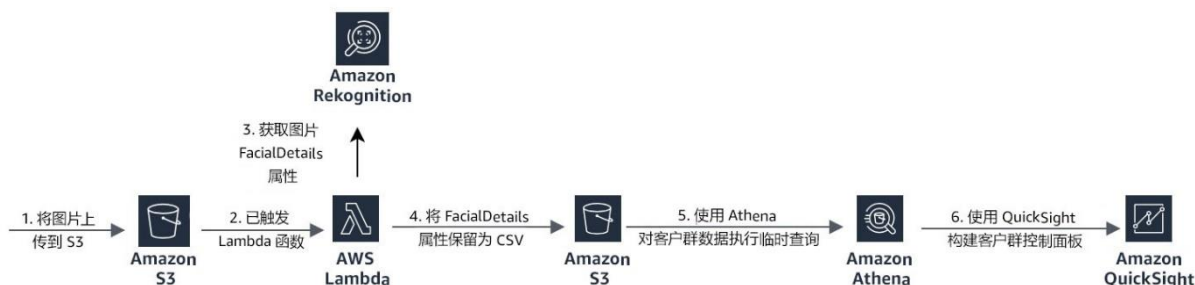 Amazon
Rekognition
3. 获取图片
FacialDetails
属性
1. 将图片上
传到 S3
Amazon
S3
2. 已触发
Lambda 函数
AWS
Lambda
4. 将 FacialDetails
属性保留为 CSV
Amazon
S3
5. 使用 Athena
对客户群数据执行临时查询
Amazon
Athena
6. 使用 QuickSight
构建客户群控制面板
Amazon
QuickSight